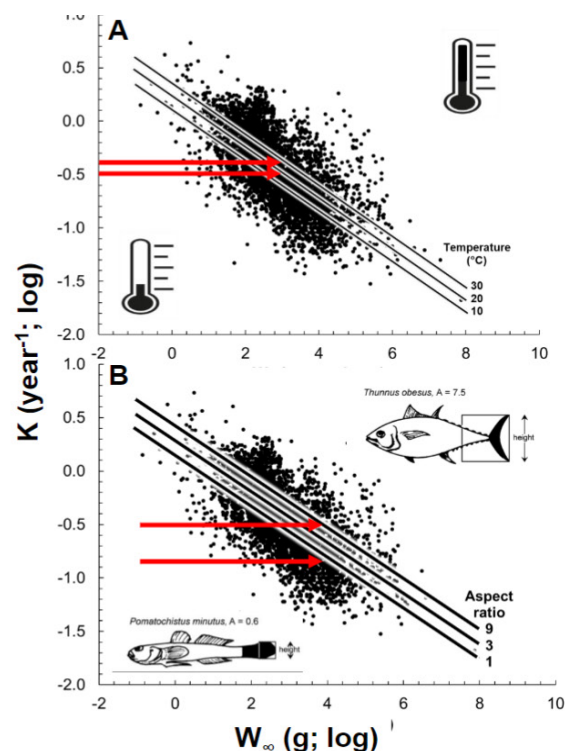 A
1.0
0.5
0.0
-0.5
-1.0
-1.5
-2.0
Temperature
(°C)
30
20
10
-2 0 2 4 6 8 10
B
1.0
0.5
0.0
-0.5
-1.0
-1.5
-2.0
Thunnus obesus, A = 7.5
height
Aspect
ratio
9
3
1
Pomatochistus minutus, A = 0.6
height
-2 0 2 4 6 8 10
K (year⁻¹; log)
W∞ (g; log)